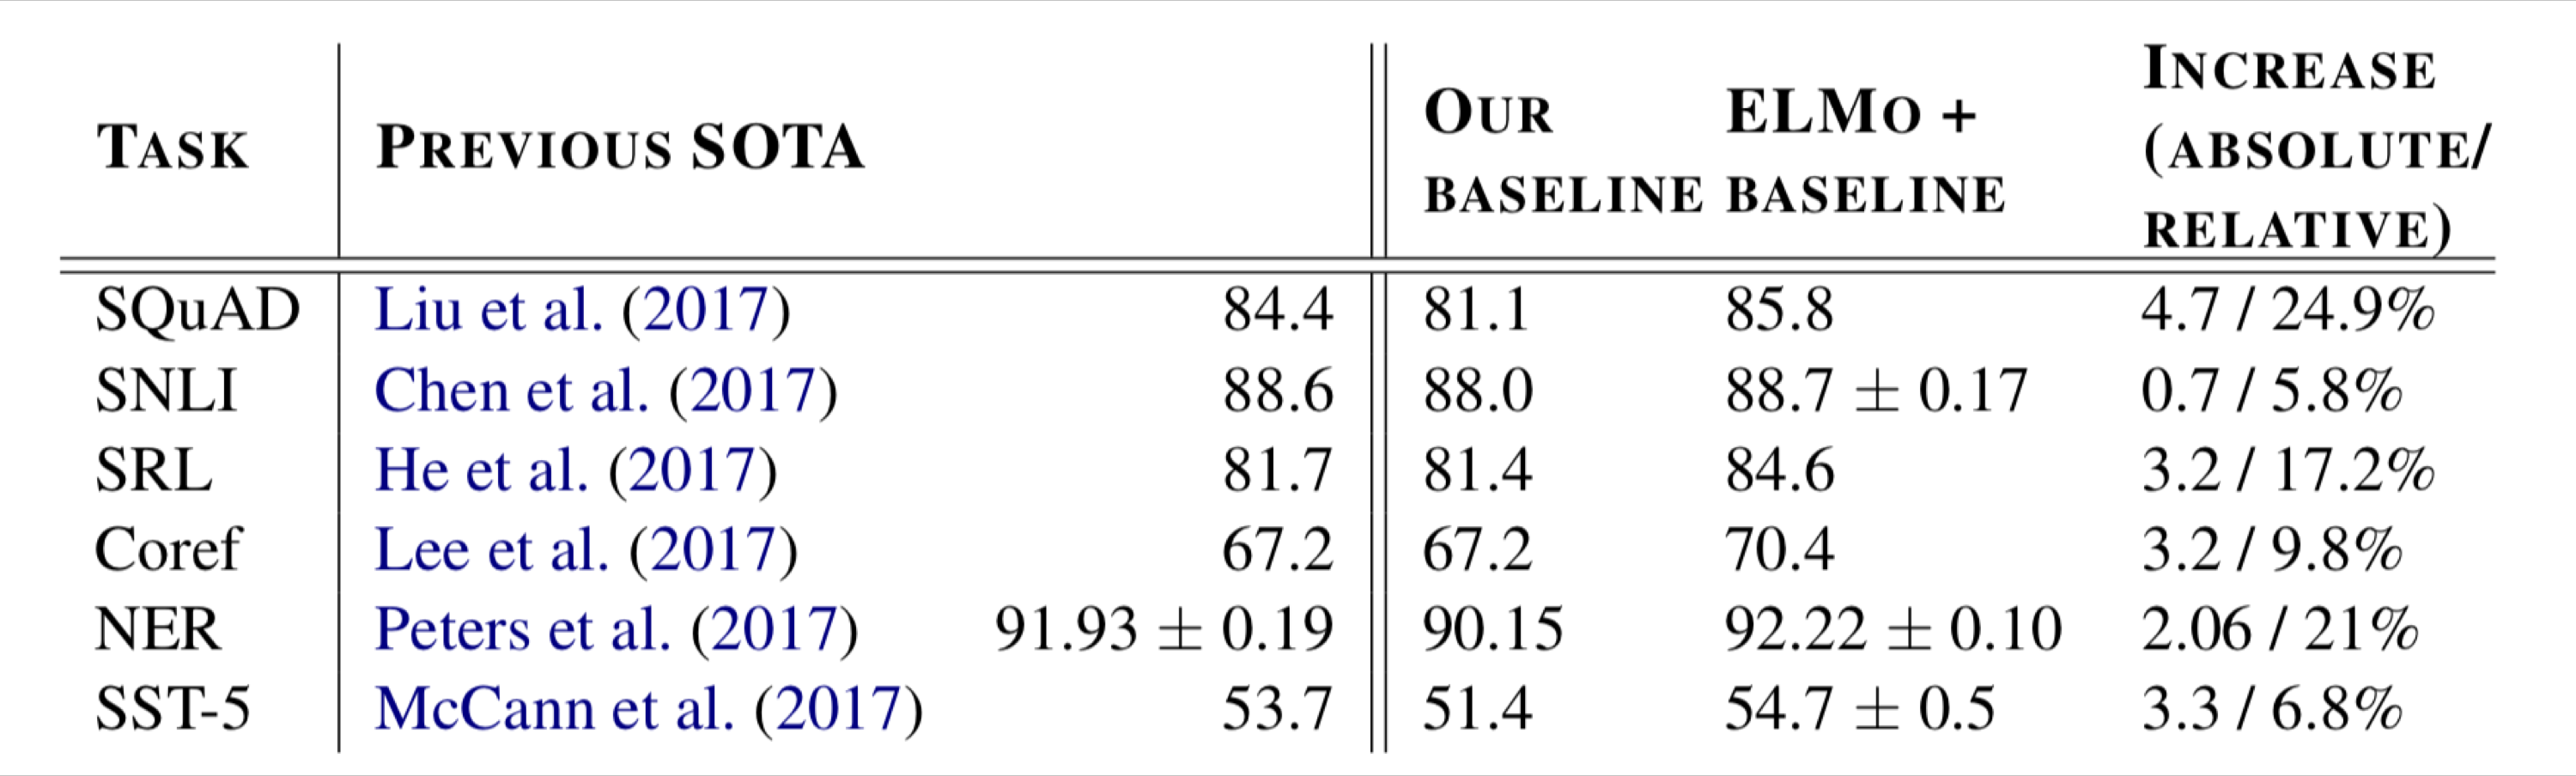 TASK PREVIOUS SOTA OUR BASELINE ELMO + BASELINE INCREASE (ABSOLUTE/ RELATIVE)
SQuAD Liu et al. (2017) 84.4 81.1 85.8 4.7 / 24.9%
SNLI Chen et al. (2017) 88.6 88.0 88.7 ± 0.17 0.7 / 5.8%
SRL He et al. (2017) 81.7 81.4 84.6 3.2 / 17.2%
Coref Lee et al. (2017) 67.2 67.2 70.4 3.2 / 9.8%
NER Peters et al. (2017) 91.93 ± 0.19 90.15 92.22 ± 0.10 2.06 / 21%
SST-5 McCann et al. (2017) 53.7 51.4 54.7 ± 0.5 3.3 / 6.8%